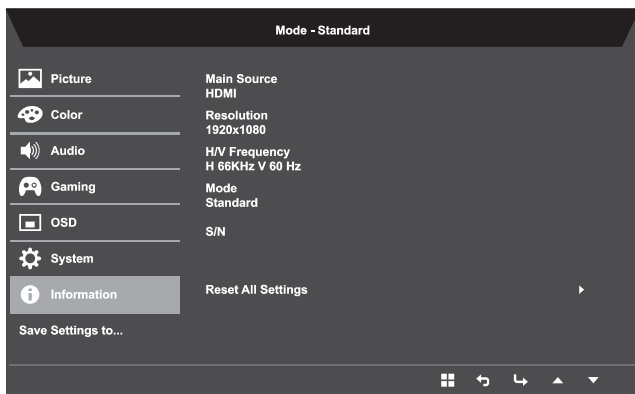 Mode - Standard
Picture
Color
Audio
Gaming
OSD
System
Information
Save Settings to...
Main Source
HDMI
Resolution
1920x1080
H/V Frequency
H 66KHz V 60 Hz
Mode
Standard
S/N
Reset All Settings